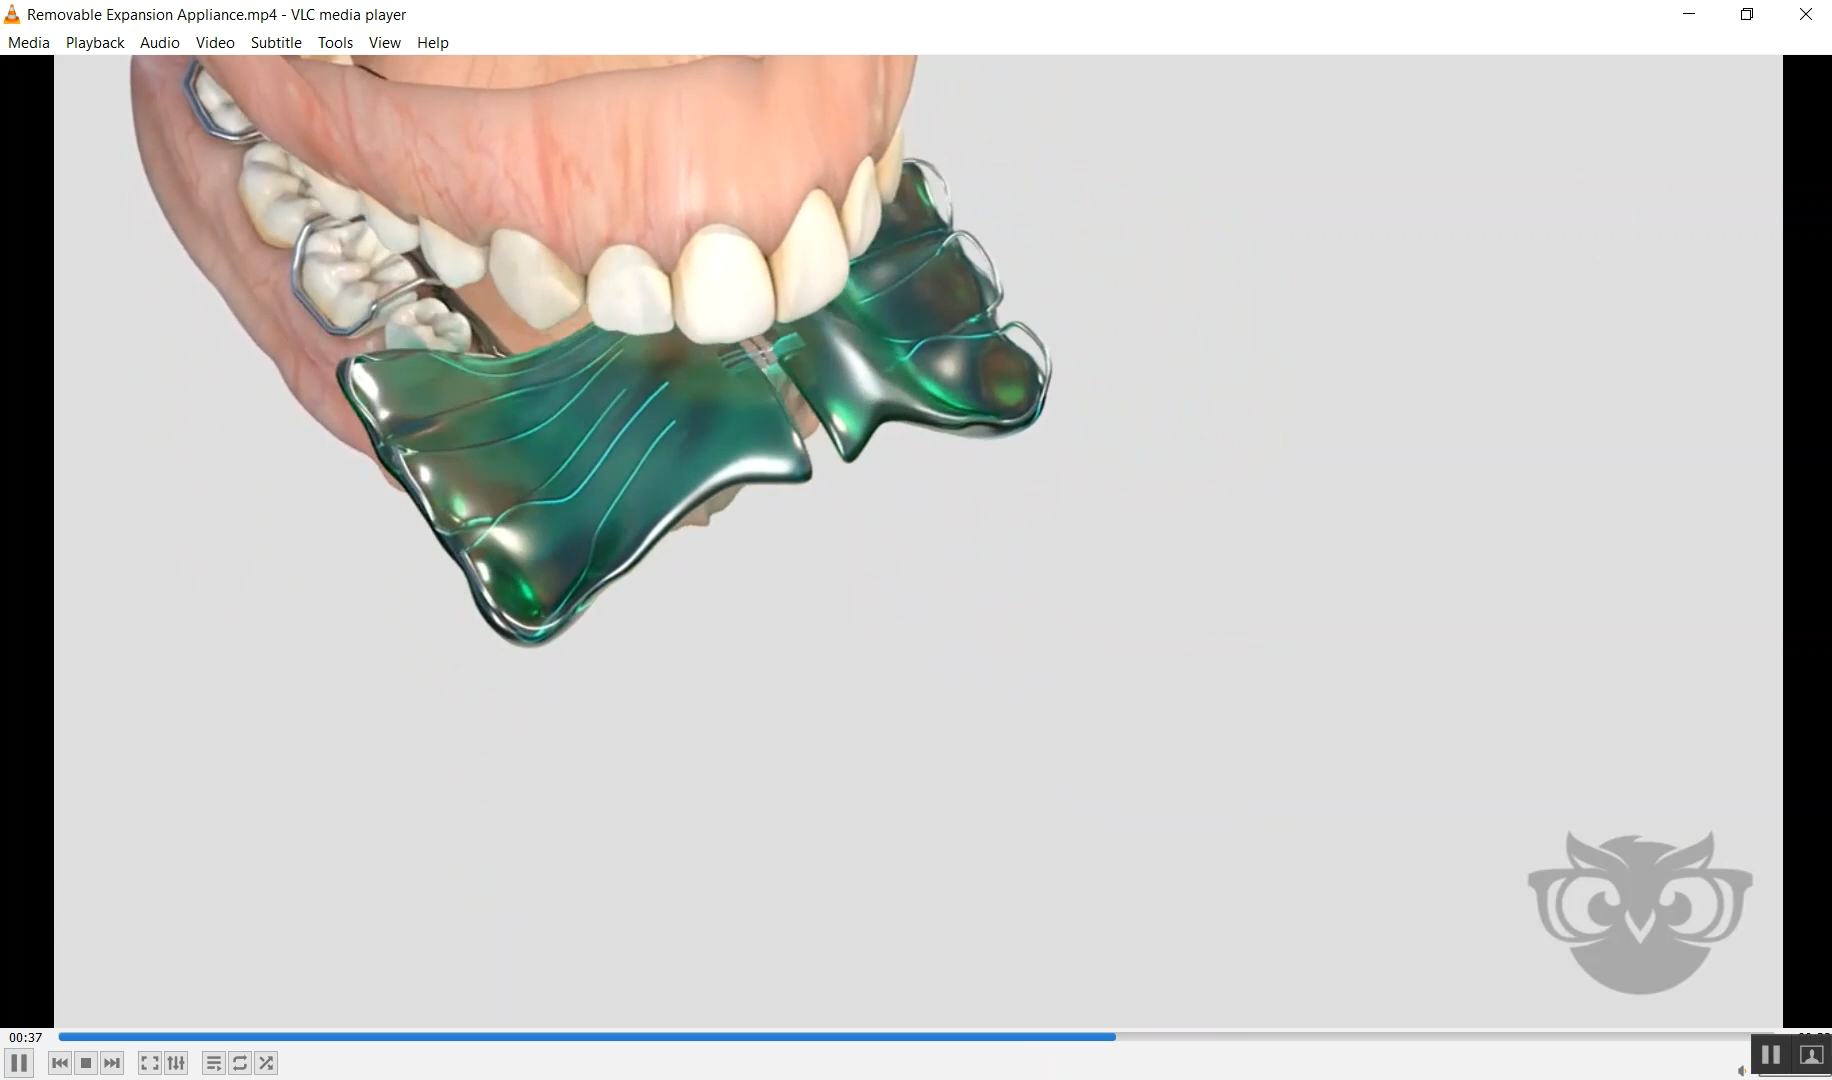 Removable Expansion Appliance.mp4 - VLC media player
Media Playback Audio Video Subtitle Tools View Help
00:37